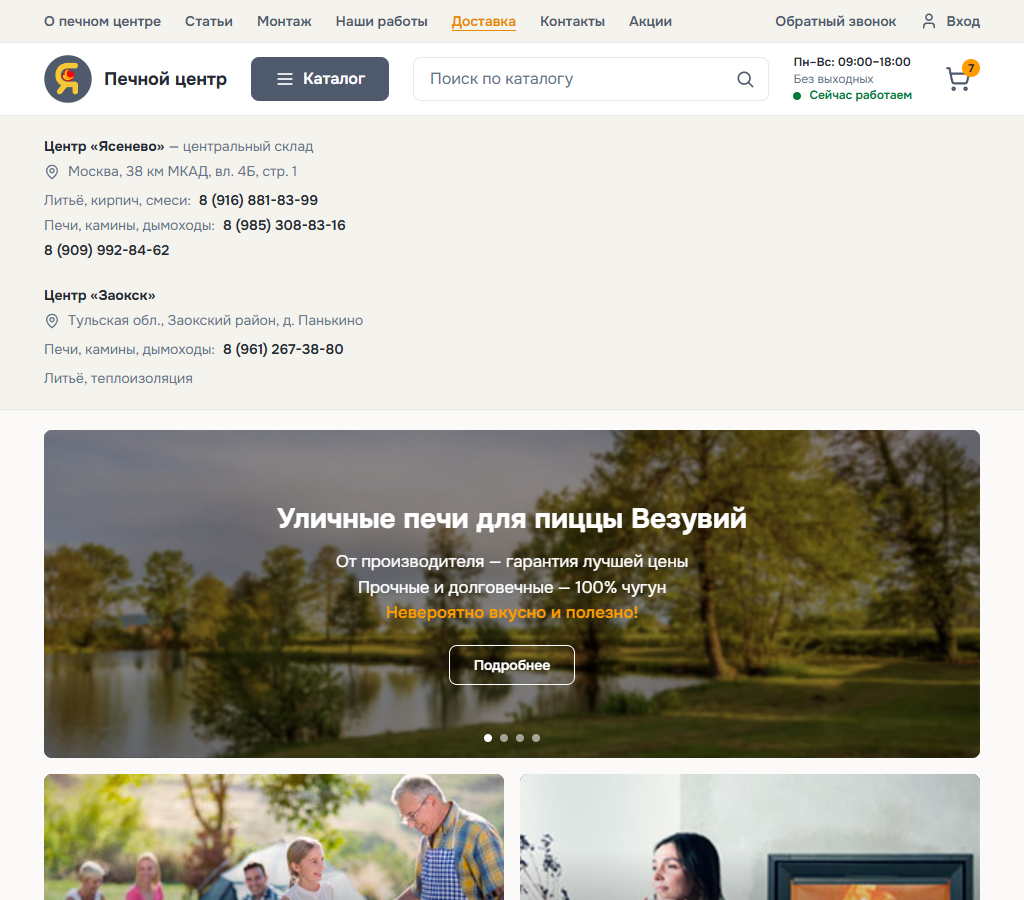 О печном центре Статьи Монтаж Наши работы Доставка Контакты Акции Обратный звонок Вход
Печной центр Каталог Поиск по каталогу
Пн–Вс: 09:00–18:00
Без выходных
Сейчас работаем
7
Центр «Ясенево» — центральный склад
Москва, 38 км МКАД, вл. 4Б, стр. 1
Литьё, кирпич, смеси: 8 (916) 881-83-99
Печи, камины, дымоходы: 8 (985) 308-83-16
8 (909) 992-84-62
Центр «Заокск»
Тульская обл., Заокский район, д. Панькино
Печи, камины, дымоходы: 8 (961) 267-38-80
Литьё, теплоизоляция
Уличные печи для пиццы Везувий
От производителя — гарантия лучшей цены
Прочные и долговечные — 100% чугун
Невероятно вкусно и полезно!
Подробнее